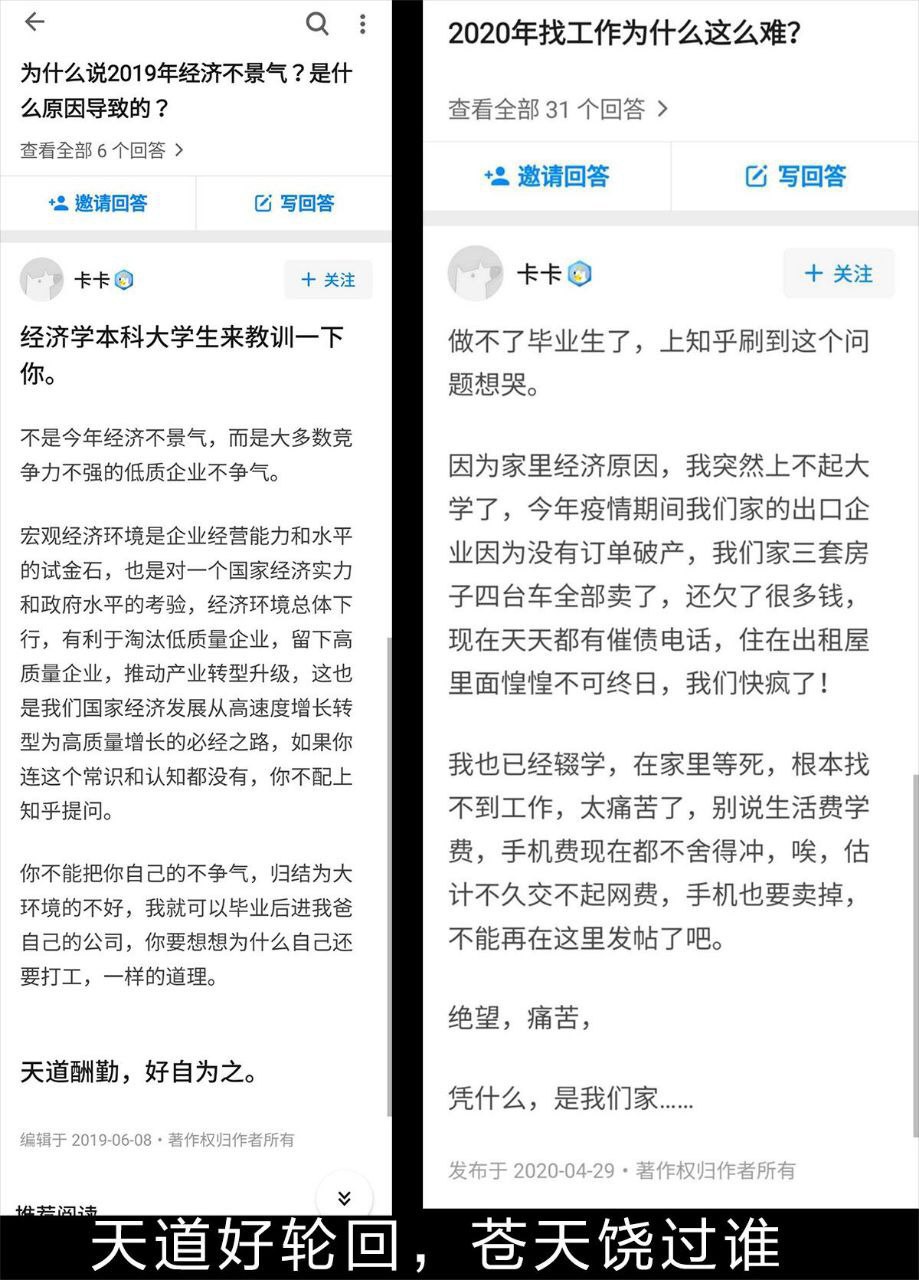 为什么说2019年经济不景气？是什
么原因导致的？
查看全部 6 个回答
邀请回答
写回答
卡卡
+ 关注
经济学本科大学生来教训一下
你。
不是今年经济不景气，而是大多数竞
争力不强的低质企业不争气。
宏观经济环境是企业经营能力和水平
的试金石，也是对一个国家经济实力
和政府水平的考验，经济环境总体下
行，有利于淘汰低质量企业，留下高
质量企业，推动产业转型升级，这也
是我们国家经济发展从高速度增长转
型为高质量增长的必经之路，如果你
连这个常识和认知都没有，你不配上
知乎提问。
你不能把你自己的不争气，归结为大
环境的不好，我就可以毕业后进我爸
自己的公司，你要想想为什么自己还
要打工，一样的道理。
天道酬勤，好自为之。
编辑于 2019-06-08・著作权归作者所有
推荐阅读
2020年找工作为什么这么难？
查看全部 31 个回答
邀请回答
写回答
卡卡
+ 关注
做不了毕业生了，上知乎刷到这个问
题想哭。
因为家里经济原因，我突然上不起大
学了，今年疫情期间我们家的出口企
业因为没有订单破产，我们家三套房
子四台车全部卖了，还欠了很多钱，
现在天天都有催债电话，住在出租屋
里面惶惶不可终日，我们快疯了！
我也已经辍学，在家里等死，根本找
不到工作，太痛苦了，别说生活费学
费，手机费现在都不舍得冲，唉，估
计不久交不起网费，手机也要卖掉，
不能再在这里发帖了吧。
绝望，痛苦，
凭什么，是我们家……
发布于 2020-04-29・著作权归作者所有
天道好轮回，苍天饶过谁